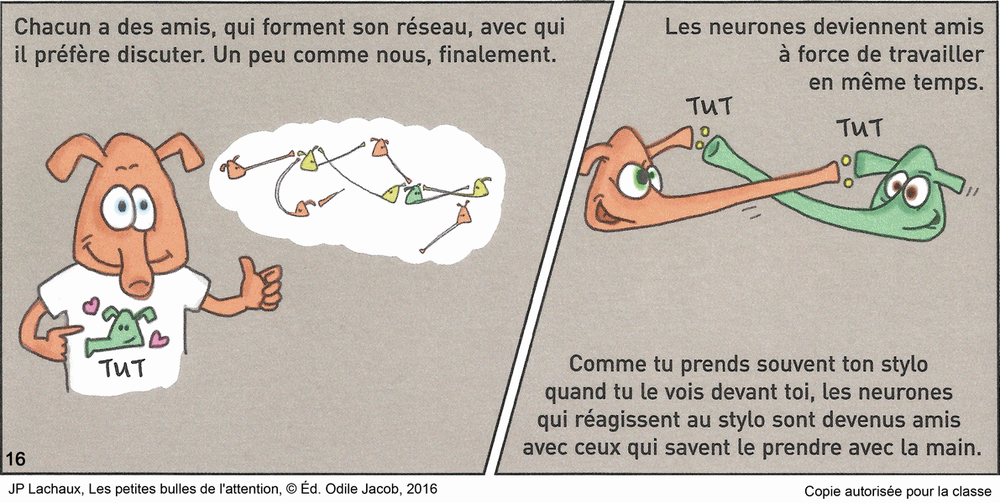 Chacun a des amis, qui forment son réseau, avec qui
il préfère discuter. Un peu comme nous, finalement.
TUT
Les neurones deviennent amis
à force de travailler
en même temps.
TUT
TUT
Comme tu prends souvent ton stylo
quand tu le vois devant toi, les neurones
qui réagissent au stylo sont devenus amis
avec ceux qui savent le prendre avec la main.
16
JP Lachaux, Les petites bulles de l'attention, © Éd. Odile Jacob, 2016
Copie autorisée pour la classe